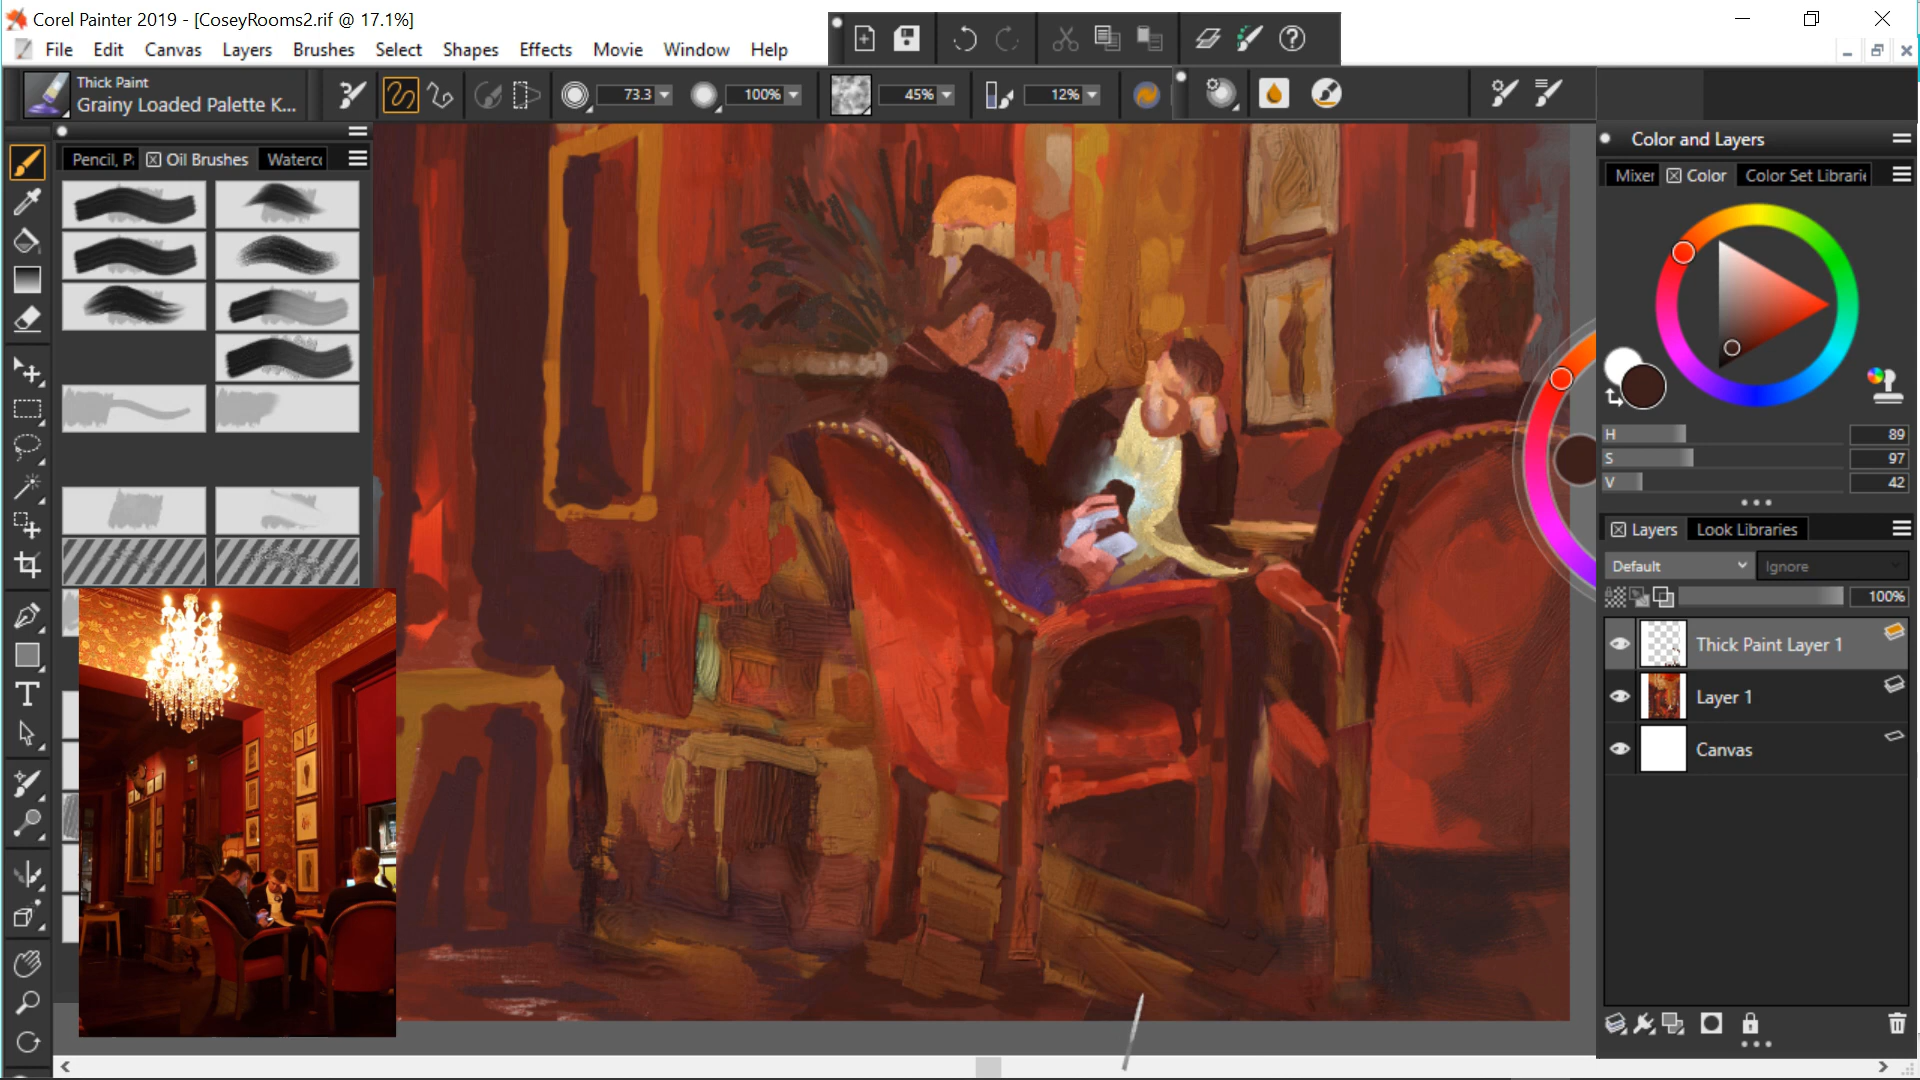 Corel Painter 2019 - [CoseyRooms2.rif @ 17.1%]
File Edit Canvas Layers Brushes Select Shapes Effects Movie Window Help
Thick Paint
Grainy Loaded Palette K...
73.3
100%
45%
12%
Pencil, P
Oil Brushes
Waterco
Color and Layers
Mixer
Color
Color Set Librarie
H 89
S 97
V 42
Layers
Look Libraries
Default
Ignore
100%
Thick Paint Layer 1
Layer 1
Canvas